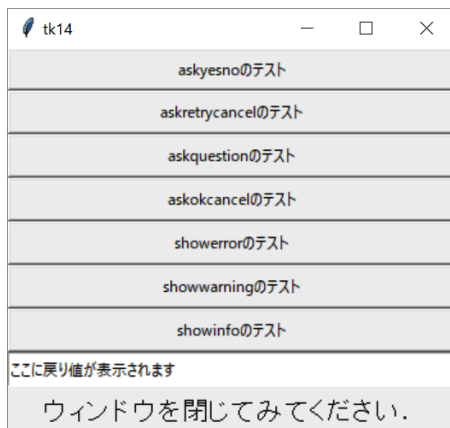 tk14
askyesnoのテスト
askretrycancelのテスト
askquestionのテスト
askokcancelのテスト
showerrorのテスト
showwarningのテスト
showinfoのテスト
ここに戻り値が表示されます
ウィンドウを閉じてみてください.